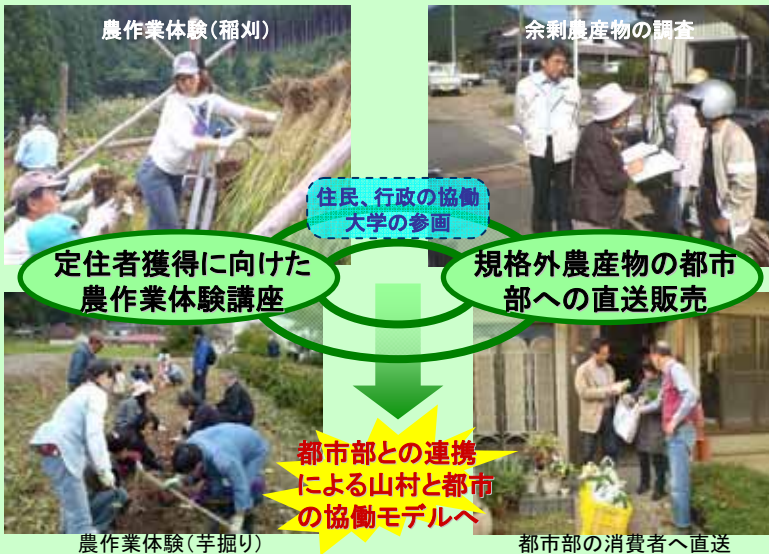 農作業体験(稲刈)
余剰農産物の調査
住民、行政の協働
大学の参画
定住者獲得に向けた
農作業体験講座
規格外農産物の都市
部への直送販売
都市部との連携
による山村と都市
の協働モデルへ
農作業体験(芋掘り)
都市部の消費者へ直送